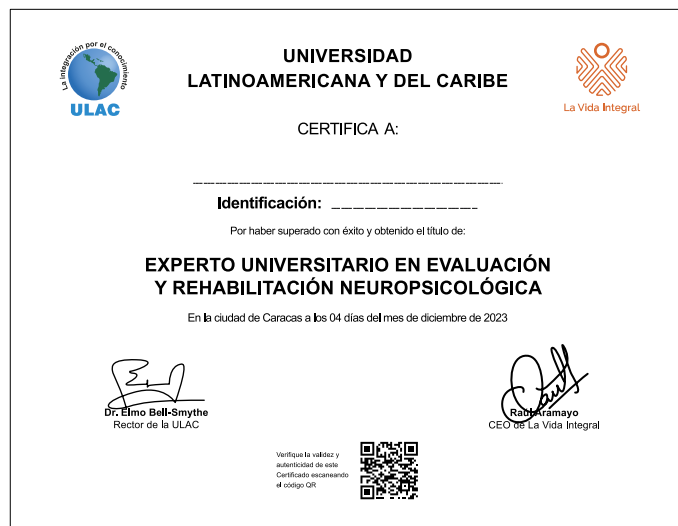 La integración por el conocimiento
ULAC
UNIVERSIDAD
LATINOAMERICANA Y DEL CARIBE
La Vida Integral
CERTIFICA A:
Identificación:
Por haber superado con éxito y obtenido el título de:
EXPERTO UNIVERSITARIO EN EVALUACIÓN
Y REHABILITACIÓN NEUROPSICOLÓGICA
En la ciudad de Caracas a los 04 días del mes de diciembre de 2023
Dr. Elmo Bell-Smythe
Rector de la ULAC
Raúl Aramayo
CEO de La Vida Integral
Verifique la validez y
autenticidad de este
Certificado escaneando
el código QR